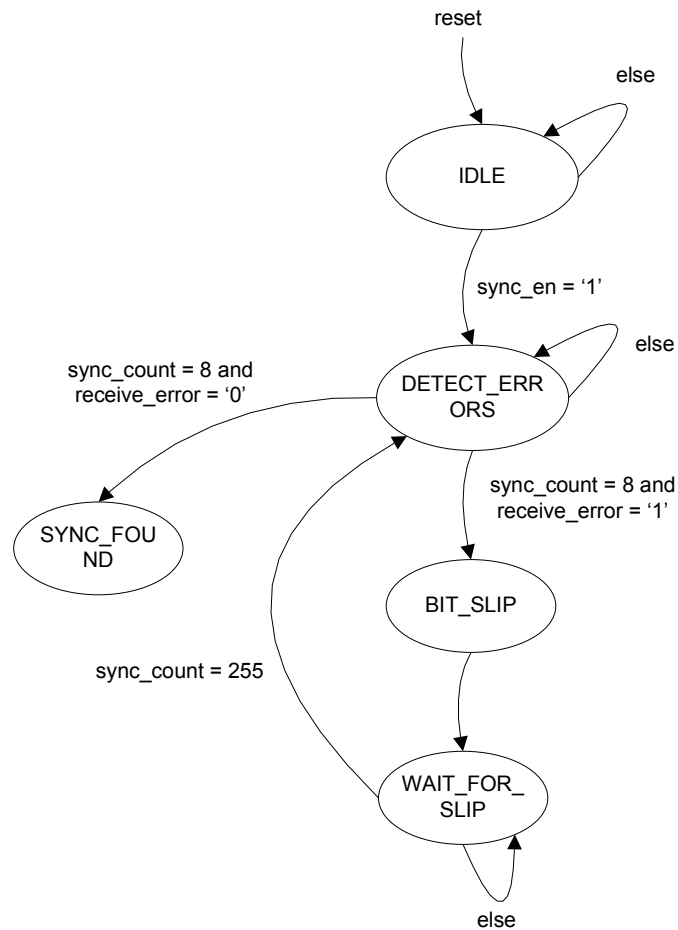 reset
else
IDLE
sync_en = ‘1’
else
sync_count = 8 and
receive_error = ‘0’
DETECT_ERR
ORS
sync_count = 8 and
receive_error = ‘1’
SYNC_FOU
ND
BIT_SLIP
sync_count = 255
WAIT_FOR_
SLIP
else